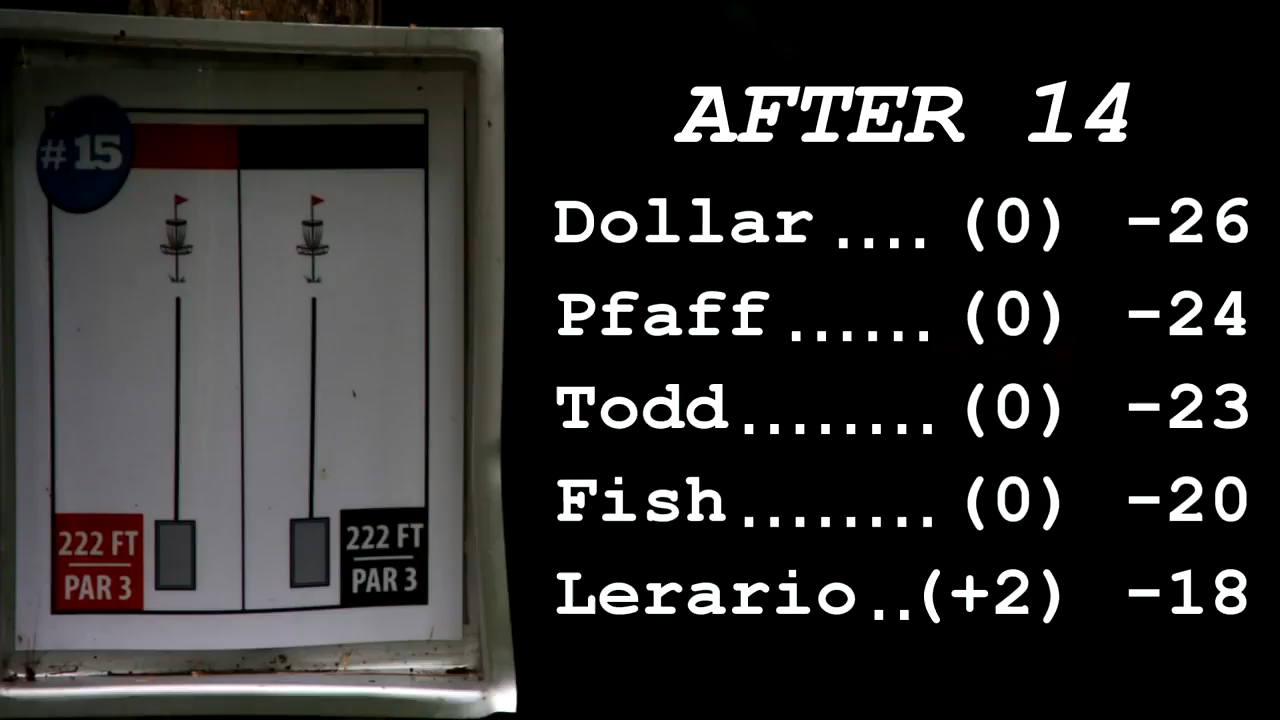 #15
222 FT
PAR 3
222 FT
PAR 3
AFTER 14
Dollar .... (0) -26
Pfaff ...... (0) -24
Todd ........ (0) -23
Fish ........ (0) -20
Lerario ..(+2) -18